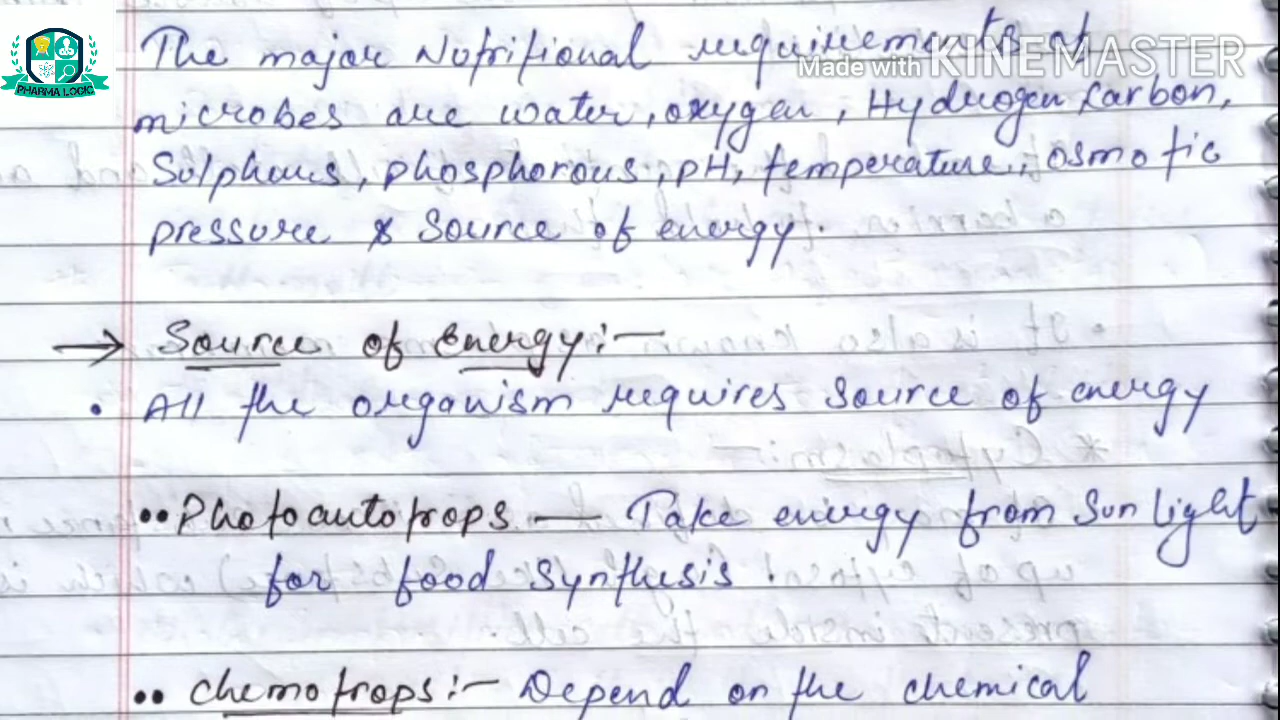 The major Nutritional requirements of
microbes are water, oxygen, Hydrogen Carbon,
Sulphurs, phosphorous, pH, temperature, osmotic
pressure & Source of energy.
→ Source of Energy:-
• All the organism requires source of energy
•• Photoautotrops — Take energy from Sun light
for food synthesis
•• Chemotrops:- Depend on the chemical
PHARMA LOGIC
Made with KINEMASTER